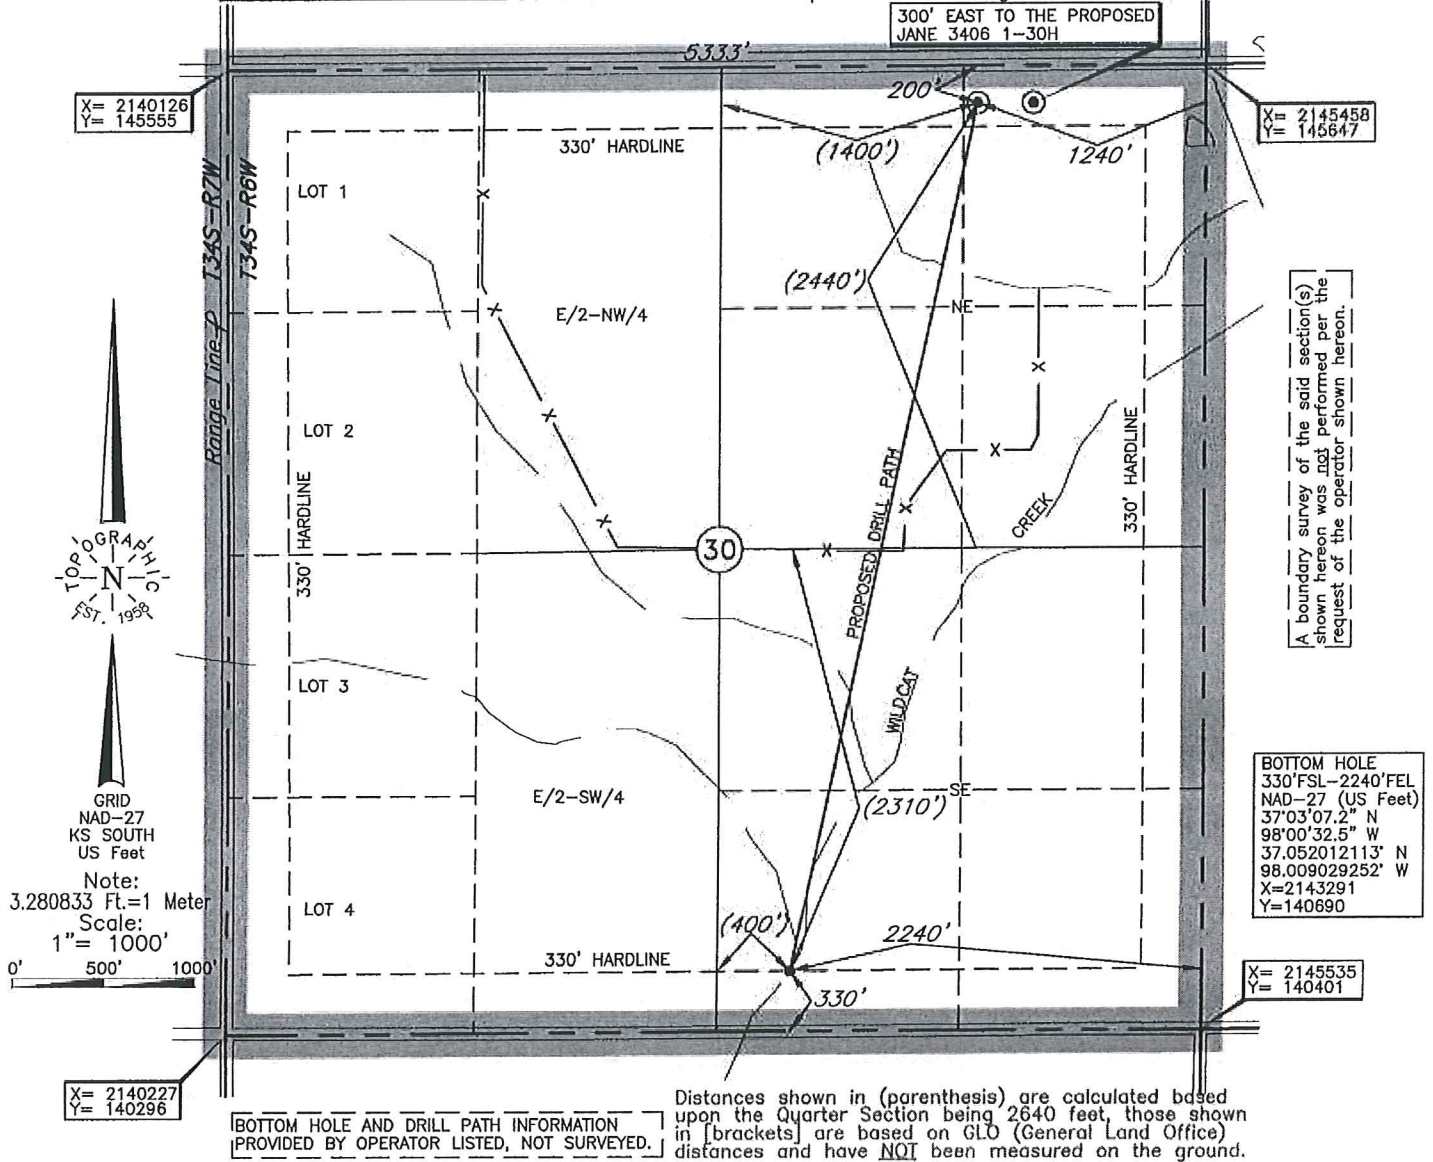 300' EAST TO THE PROPOSED
JANE 3406 1-30H
5333'
200'
X= 2140126
Y= 145555
X= 2145458
Y= 145647
330' HARDLINE
(1400')
1240'
LOT 1
T34S-R7W
T34S-R6W
Range Line
(2440')
E/2-NW/4
NE
LOT 2
330' HARDLINE
330' HARDLINE
PROPOSED DRILL PATH
CREEK
30
A boundary survey of the said section(s)
shown hereon was not performed per the
request of the operator shown hereon.
TOPOGRAPHIC
N
EST. 1958
LOT 3
WILDCAT
GRID
NAD-27
KS SOUTH
US Feet
Note:
3.280833 Ft.=1 Meter
Scale:
1"= 1000'
0' 500' 1000'
E/2-SW/4
(2310')
SE
BOTTOM HOLE
330'FSL-2240'FEL
NAD-27 (US Feet)
37°03'07.2" N
98°00'32.5" W
37.052012113° N
98.009029252° W
X=2143291
Y=140690
LOT 4
(400')
2240'
330' HARDLINE
330'
X= 2145535
Y= 140401
X= 2140227
Y= 140296
BOTTOM HOLE AND DRILL PATH INFORMATION
PROVIDED BY OPERATOR LISTED, NOT SURVEYED.
Distances shown in (parenthesis) are calculated based
upon the Quarter Section being 2640 feet, those shown
in [brackets] are based on GLO (General Land Office)
distances and have NOT been measured on the ground.